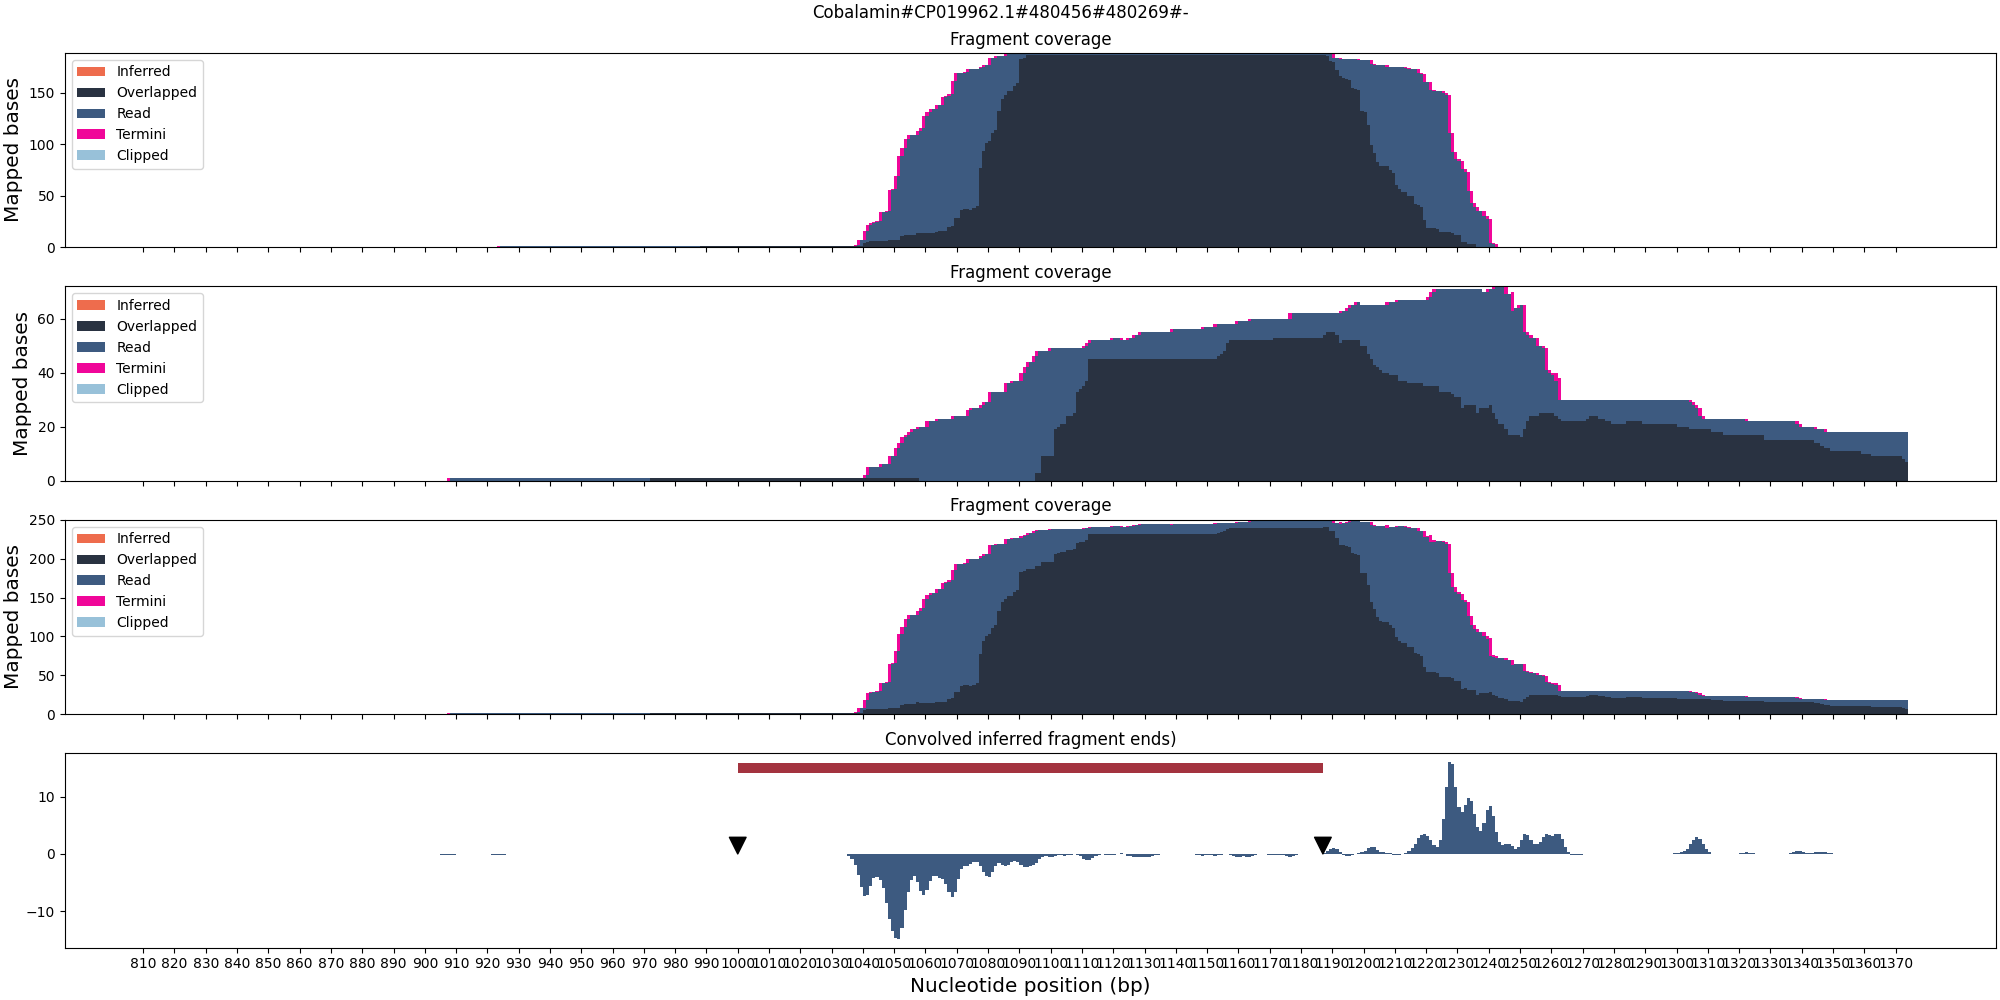 Cobalamin#CP019962.1#480456#480269#-
Fragment coverage
Mapped bases
150
100
50
0
Inferred
Overlapped
Read
Termini
Clipped
Fragment coverage
Mapped bases
60
40
20
0
Inferred
Overlapped
Read
Termini
Clipped
Fragment coverage
Mapped bases
250
200
150
100
50
0
Inferred
Overlapped
Read
Termini
Clipped
Convolved inferred fragment ends)
10
0
−10
810 820 830 840 850 860 870 880 890 900 910 920 930 940 950 960 970 980 990 1000 1010 1020 1030 1040 1050 1060 1070 1080 1090 1100 1110 1120 1130 1140 1150 1160 1170 1180 1190 1200 1210 1220 1230 1240 1250 1260 1270 1280 1290 1300 1310 1320 1330 1340 1350 1360 1370
Nucleotide position (bp)